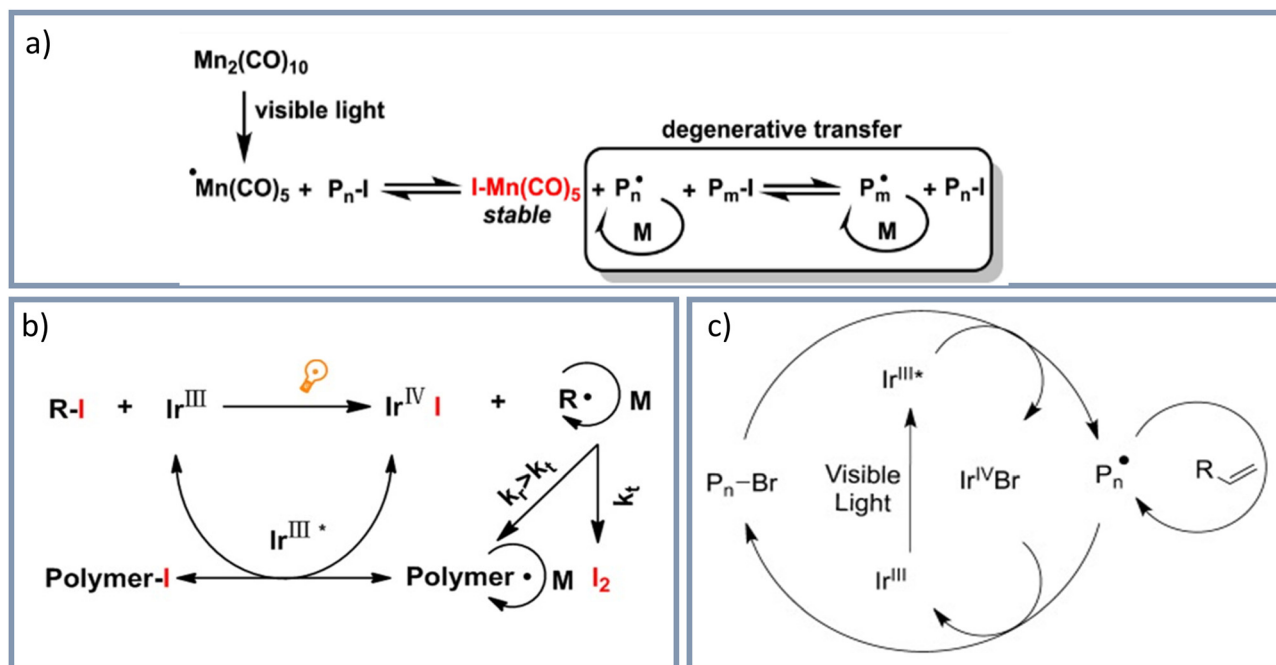 a)
Mn₂(CO)₁₀
visible light
degenerative transfer
•Mn(CO)₅ + Pₙ-I I-Mn(CO)₅ + Pₙ• + Pₘ-I Pₘ• + Pₙ-I
stable
M M
b)
R-I + Irᴵᴵᴵ Irᴵⱽ I + R• M
kᵣ>kₜ kₜ
Irᴵᴵᴵ *
Polymer-I Polymer• M I₂
c)
Irᴵᴵᴵ*
Pₙ–Br Visible Light IrᴵⱽBr Pₙ• R
Irᴵᴵᴵ